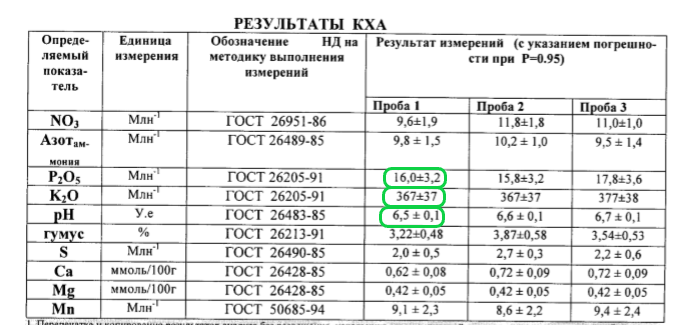 РЕЗУЛЬТАТЫ КХА
Опреде-
ляемый
показа-
тель
Единица
измерения
Обозначение НД на
методику выполнения
измерений
Результат измерений (с указанием погрешно-
сти при P=0.95)
Проба 1 Проба 2 Проба 3
NO₃ Млн⁻¹ ГОСТ 26951-86 9,6±1,9 11,8±1,8 11,0±1,0
Азот ам-
мония Млн⁻¹ ГОСТ 26489-85 9,8 ± 1,5 10,2 ± 1,0 9,5 ± 1,4
P₂O₅ Млн⁻¹ ГОСТ 26205-91 16,0±3,2 15,8±3,2 17,8±3,6
K₂O Млн⁻¹ ГОСТ 26205-91 367±37 367±37 377±38
pH У.е ГОСТ 26483-85 6,5 ± 0,1 6,6 ± 0,1 6,7 ± 0,1
гумус % ГОСТ 26213-91 3,22±0,48 3,87±0,58 3,54±0,53
S Млн⁻¹ ГОСТ 26490-85 2,0 ± 0,5 2,7 ± 0,3 2,2 ± 0,6
Ca ммоль/100г ГОСТ 26428-85 0,62 ± 0,08 0,72 ± 0,09 0,72 ± 0,09
Mg ммоль/100г ГОСТ 26428-85 0,42 ± 0,05 0,42 ± 0,05 0,42 ± 0,05
Mn Млн⁻¹ ГОСТ 50685-94 9,1 ± 2,3 8,6 ± 2,2 9,4 ± 2,4